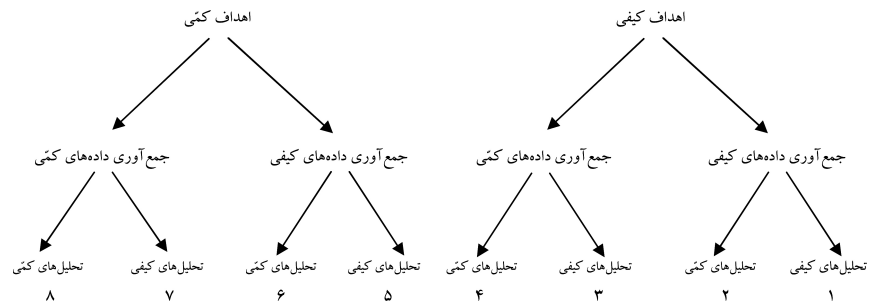 اهداف کیفی اهداف کمّی
جمع‌آوری داده‌های کیفی جمع‌آوری داده‌های کمّی جمع‌آوری داده‌های کیفی جمع‌آوری داده‌های کمّی
تحلیل‌های کیفی تحلیل‌های کمّی تحلیل‌های کیفی تحلیل‌های کمّی تحلیل‌های کیفی تحلیل‌های کمّی تحلیل‌های کیفی تحلیل‌های کمّی
۱ ۲ ۳ ۴ ۵ ۶ ۷ ۸